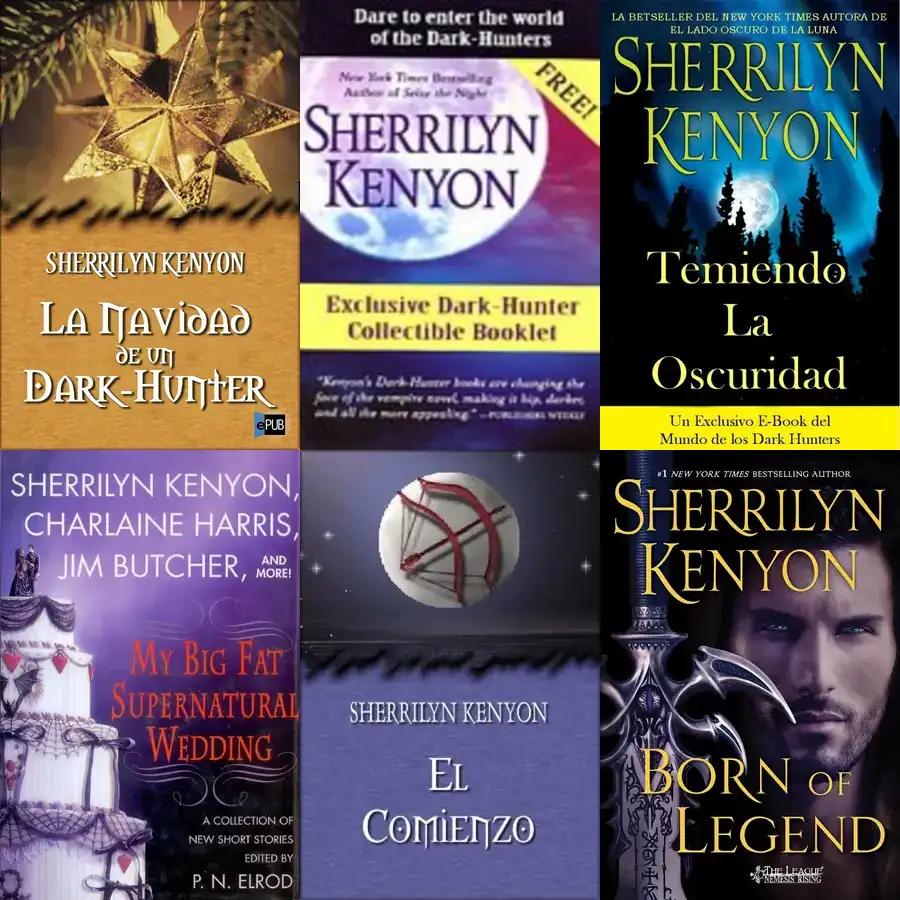 SHERRILYN KENYON
LA NAVIDAD
DE UN
DARK-HUNTER
ePUB
Dare to enter the world
of the Dark-Hunters
FREE!
New York Times Bestselling
Author of Seize the Night
SHERRILYN
KENYON
Exclusive Dark-Hunter
Collectible Booklet
"Kenyon's Dark-Hunter books are changing the
face of the vampire novel, making it hip, darker,
and all the more appealing." —PUBLISHERS WEEKLY
LA BETSELLER DEL NEW YORK TIMES AUTORA DE
EL LADO OSCURO DE LA LUNA
SHERRILYN
KENYON
Temiendo
La
Oscuridad
Un Exclusivo E-Book del
Mundo de los Dark Hunters
SHERRILYN KENYON,
CHARLAINE HARRIS,
JIM BUTCHER, AND
MORE!
MY BIG FAT
SUPERNATURAL
WEDDING
A COLLECTION OF
NEW SHORT STORIES
EDITED BY
P. N. ELROD
SHERRILYN KENYON
EL
COMIENZO
#1 NEW YORK TIMES BESTSELLING AUTHOR
SHERRILYN
KENYON
BORN OF
LEGEND
THE LEAGUE
NEMESIS RISING